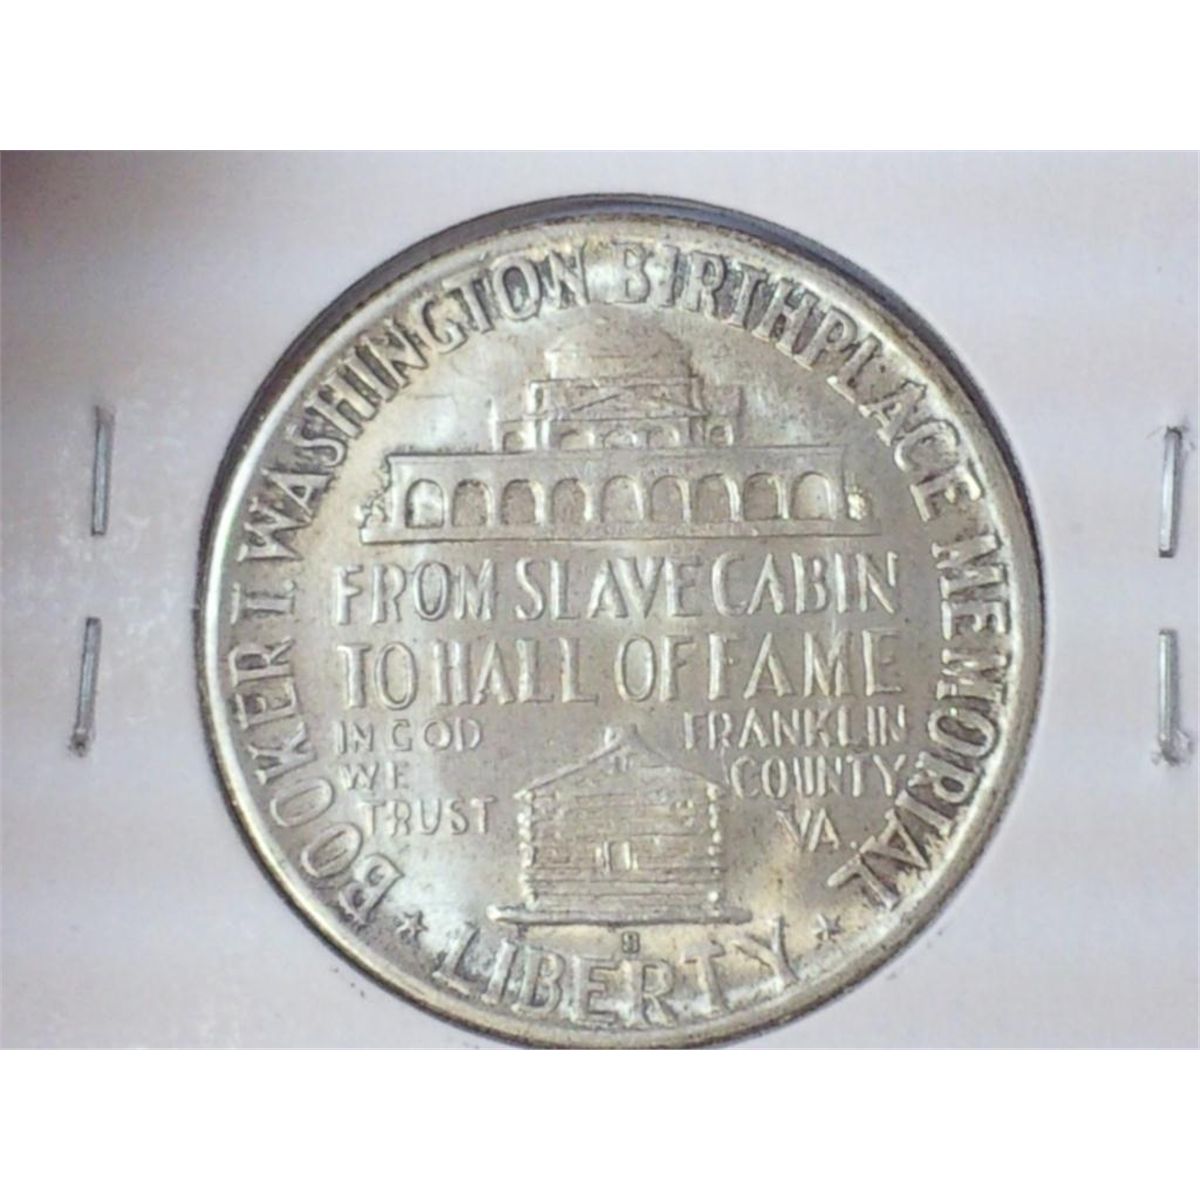 BOOKER T. WASHINGTON BIRTHPLACE MEMORIAL
FROM SLAVE CABIN
TO HALL OF FAME
IN GOD
WE
TRUST
FRANKLIN
COUNTY
VA.
S
LIBERTY